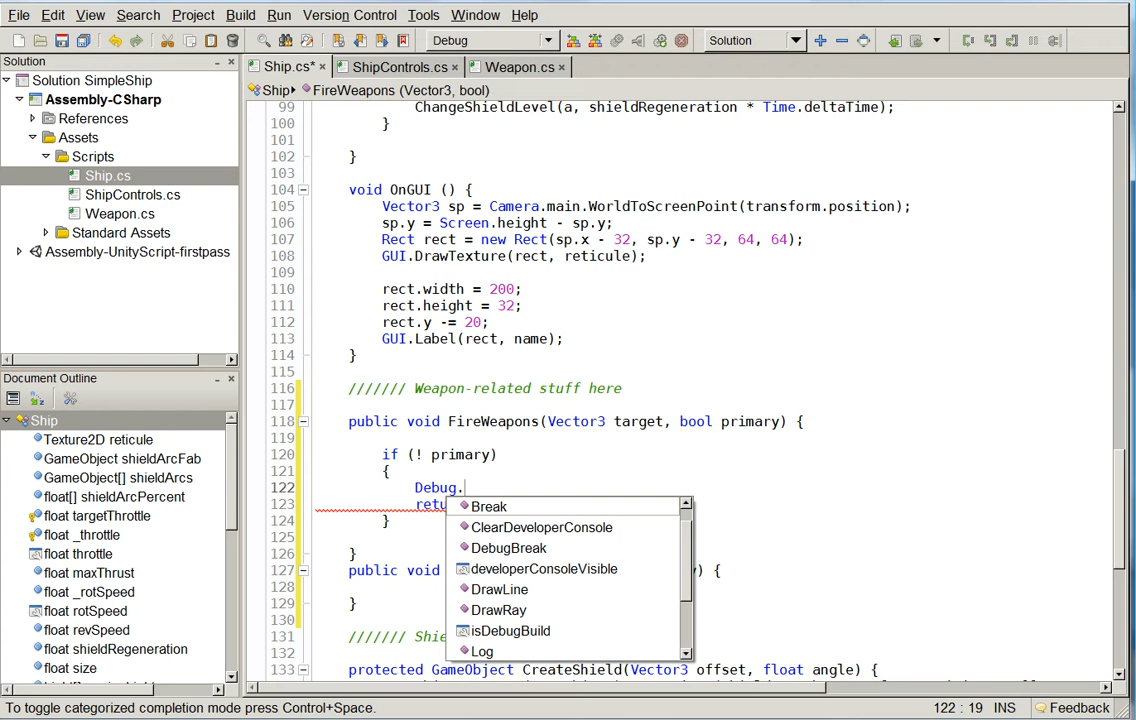 File Edit View Search Project Build Run Version Control Tools Window Help
Debug Solution
Solution
Solution SimpleShip
Assembly-CSharp
References
Assets
Scripts
Ship.cs
ShipControls.cs
Weapon.cs
Standard Assets
Assembly-UnityScript-firstpass
Document Outline
Ship
Texture2D reticule
GameObject shieldArcFab
GameObject[] shieldArcs
float[] shieldArcPercent
float targetThrottle
float _throttle
float throttle
float maxThrust
float _rotSpeed
float rotSpeed
float revSpeed
float shieldRegeneration
float size
Ship.cs* × ShipControls.cs × Weapon.cs ×
Ship FireWeapons (Vector3, bool)
99 ChangeShieldLevel(a, shieldRegeneration * Time.deltaTime);
100 }
101
102 }
103
104 void OnGUI () {
105 Vector3 sp = Camera.main.WorldToScreenPoint(transform.position);
106 sp.y = Screen.height - sp.y;
107 Rect rect = new Rect(sp.x - 32, sp.y - 32, 64, 64);
108 GUI.DrawTexture(rect, reticule);
109
110 rect.width = 200;
111 rect.height = 32;
112 rect.y -= 20;
113 GUI.Label(rect, name);
114 }
115
116 /////// Weapon-related stuff here
117
118 public void FireWeapons(Vector3 target, bool primary) {
119
120 if (! primary)
121 {
122 Debug.
123 retu
124 }
125
126 }
127 public void y) {
128
129 }
130
131 /////// Shie
132
133 protected GameObject CreateShield(Vector3 offset, float angle) {
Break
ClearDeveloperConsole
DebugBreak
developerConsoleVisible
DrawLine
DrawRay
isDebugBuild
Log
To toggle categorized completion mode press Control+Space. 122 : 19 INS Feedback